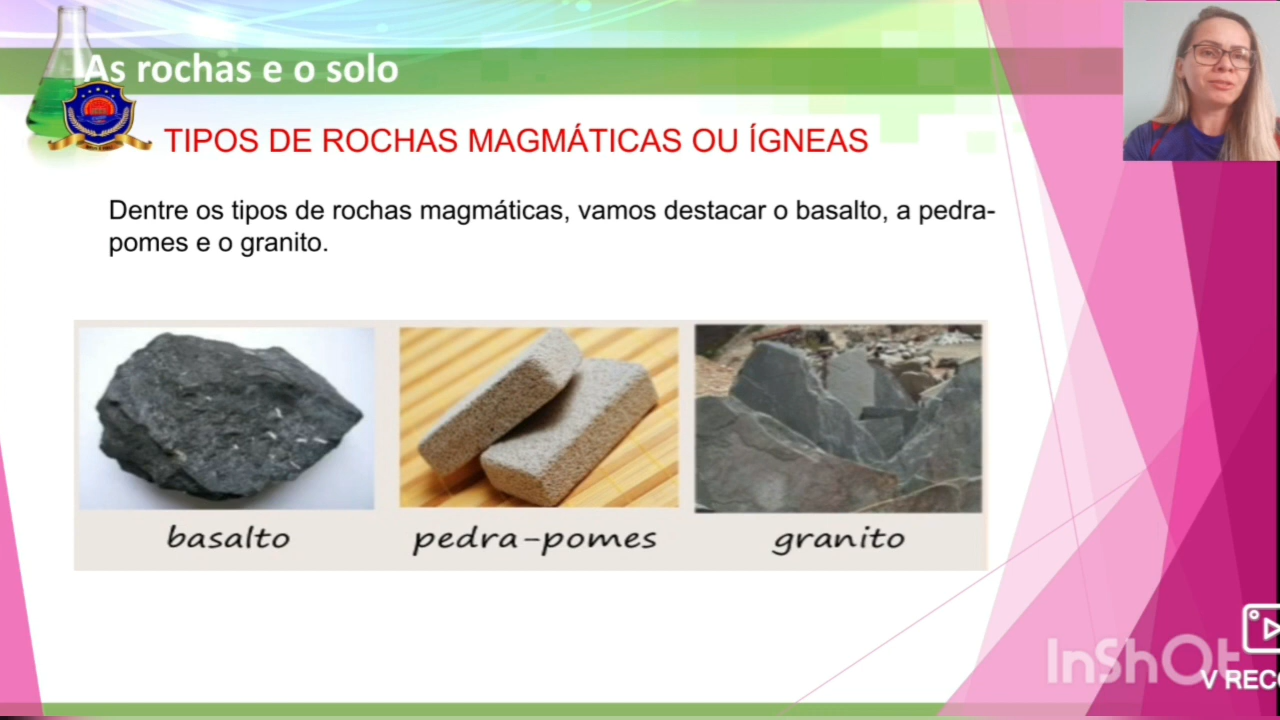 As rochas e o solo
TIPOS DE ROCHAS MAGMÁTICAS OU ÍGNEAS
Dentre os tipos de rochas magmáticas, vamos destacar o basalto, a pedra-
pomes e o granito.
basalto
pedra-pomes
granito
InShOt
V RECO